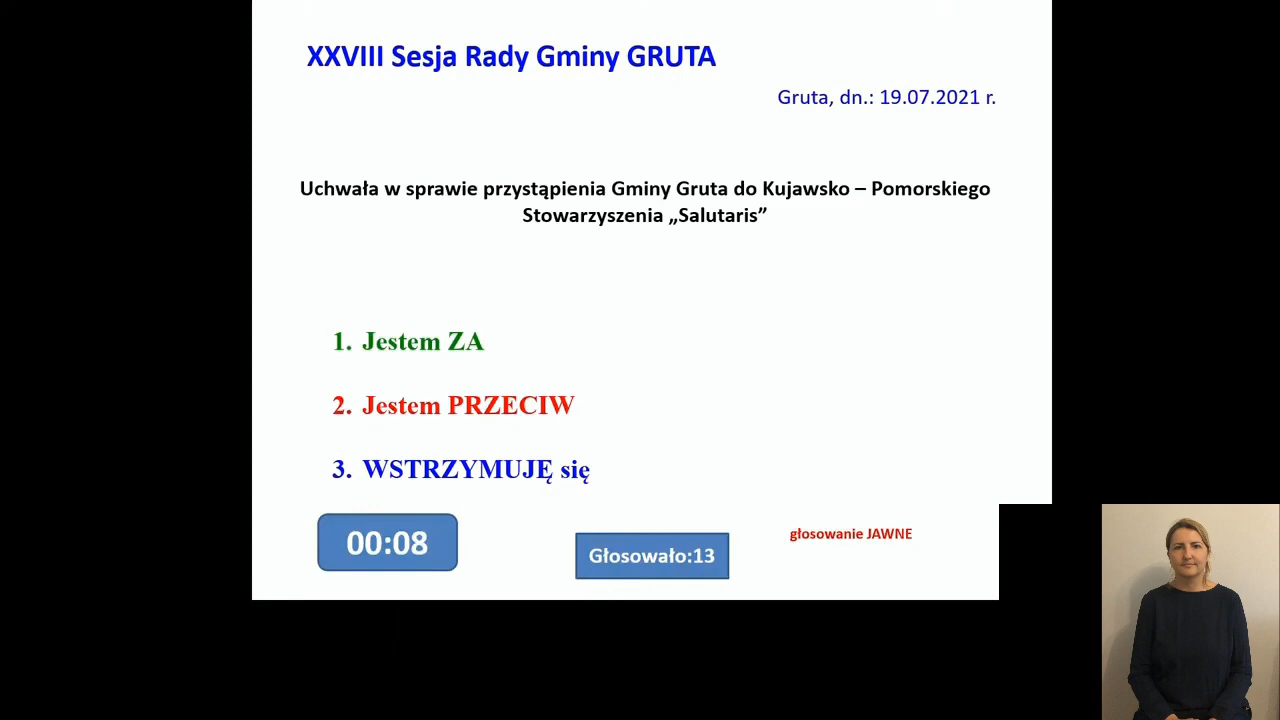 XXVIII Sesja Rady Gminy GRUTA
Gruta, dn.: 19.07.2021 r.
Uchwała w sprawie przystąpienia Gminy Gruta do Kujawsko – Pomorskiego
Stowarzyszenia „Salutaris”
1. Jestem ZA
2. Jestem PRZECIW
3. WSTRZYMUJĘ się
00:08
Głosowało:13
głosowanie JAWNE